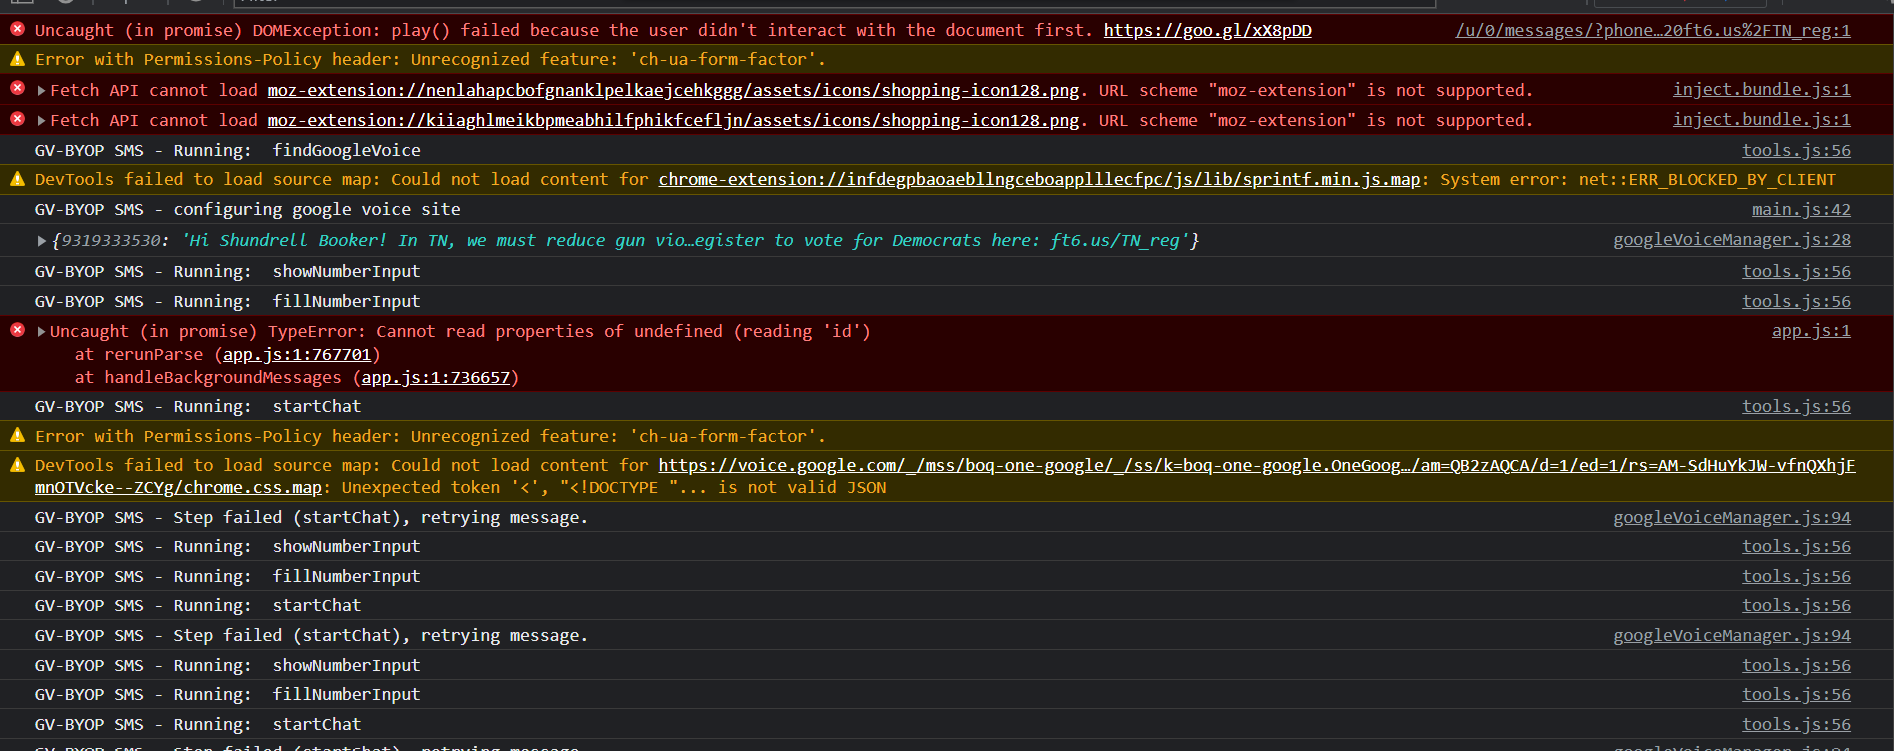 Uncaught (in promise) DOMException: play() failed because the user didn't interact with the document first. https://goo.gl/xX8pDD /u/0/messages/?phone…20ft6.us%2FTN_reg:1
Error with Permissions-Policy header: Unrecognized feature: 'ch-ua-form-factor'.
Fetch API cannot load moz-extension://nenlahapcbofgnanklpelkaejcehkggg/assets/icons/shopping-icon128.png. URL scheme "moz-extension" is not supported. inject.bundle.js:1
Fetch API cannot load moz-extension://kiiaghlmeikbpmeabhilfphikfcefljn/assets/icons/shopping-icon128.png. URL scheme "moz-extension" is not supported. inject.bundle.js:1
GV-BYOP SMS - Running:  findGoogleVoice tools.js:56
DevTools failed to load source map: Could not load content for chrome-extension://infdegpbaoaebllngceboapplllecfpc/js/lib/sprintf.min.js.map: System error: net::ERR_BLOCKED_BY_CLIENT
GV-BYOP SMS - configuring google voice site main.js:42
{9319333530: 'Hi Shundrell Booker! In TN, we must reduce gun vio…egister to vote for Democrats here: ft6.us/TN_reg'} googleVoiceManager.js:28
GV-BYOP SMS - Running:  showNumberInput tools.js:56
GV-BYOP SMS - Running:  fillNumberInput tools.js:56
Uncaught (in promise) TypeError: Cannot read properties of undefined (reading 'id') app.js:1
at rerunParse (app.js:1:767701)
at handleBackgroundMessages (app.js:1:736657)
GV-BYOP SMS - Running:  startChat tools.js:56
Error with Permissions-Policy header: Unrecognized feature: 'ch-ua-form-factor'.
DevTools failed to load source map: Could not load content for https://voice.google.com/_/mss/boq-one-google/_/ss/k=boq-one-google.OneGoog…/am=QB2zAQCA/d=1/ed=1/rs=AM-SdHuYkJW-vfnQXhjF
mnOTVcke--ZCYg/chrome.css.map: Unexpected token '<', "<!DOCTYPE "... is not valid JSON
GV-BYOP SMS - Step failed (startChat), retrying message. googleVoiceManager.js:94
GV-BYOP SMS - Running:  showNumberInput tools.js:56
GV-BYOP SMS - Running:  fillNumberInput tools.js:56
GV-BYOP SMS - Running:  startChat tools.js:56
GV-BYOP SMS - Step failed (startChat), retrying message. googleVoiceManager.js:94
GV-BYOP SMS - Running:  showNumberInput tools.js:56
GV-BYOP SMS - Running:  fillNumberInput tools.js:56
GV-BYOP SMS - Running:  startChat tools.js:56
GV-BYOP SMS - Step failed (startChat), retrying message. googleVoiceManager.js:94